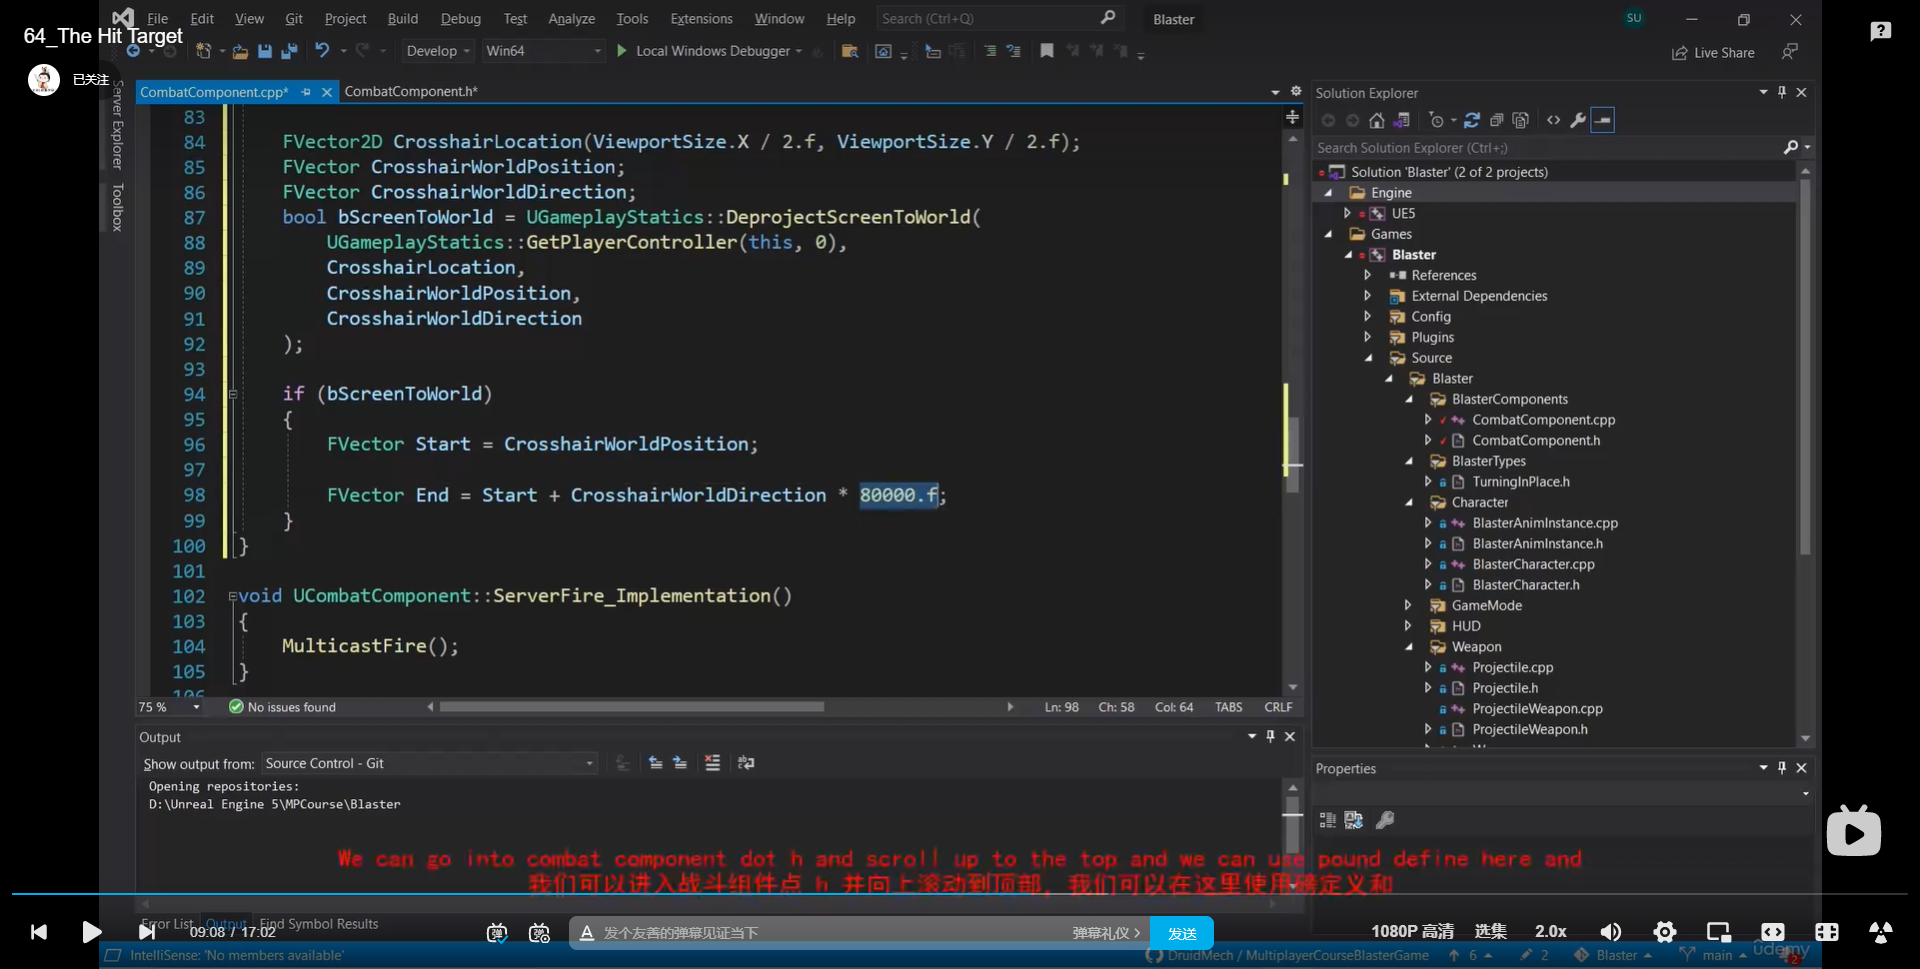 File Edit View Git Project Build Debug Test Analyze Tools Extensions Window Help Search (Ctrl+Q) Blaster SU
64_The Hit Target
Develop Win64 Local Windows Debugger Live Share
已关注
Server Explorer
Toolbox
CombatComponent.cpp* CombatComponent.h*
83
84 FVector2D CrosshairLocation(ViewportSize.X / 2.f, ViewportSize.Y / 2.f);
85 FVector CrosshairWorldPosition;
86 FVector CrosshairWorldDirection;
87 bool bScreenToWorld = UGameplayStatics::DeprojectScreenToWorld(
88 UGameplayStatics::GetPlayerController(this, 0),
89 CrosshairLocation,
90 CrosshairWorldPosition,
91 CrosshairWorldDirection
92 );
93
94 if (bScreenToWorld)
95 {
96 FVector Start = CrosshairWorldPosition;
97
98 FVector End = Start + CrosshairWorldDirection * 80000.f;
99 }
100 }
101
102 void UCombatComponent::ServerFire_Implementation()
103 {
104 MulticastFire();
105 }
106
75 % No issues found Ln: 98 Ch: 58 Col: 64 TABS CRLF
Solution Explorer
Search Solution Explorer (Ctrl+;)
Solution 'Blaster' (2 of 2 projects)
Engine
UE5
Games
Blaster
References
External Dependencies
Config
Plugins
Source
Blaster
BlasterComponents
CombatComponent.cpp
CombatComponent.h
BlasterTypes
TurningInPlace.h
Character
BlasterAnimInstance.cpp
BlasterAnimInstance.h
BlasterCharacter.cpp
BlasterCharacter.h
GameMode
HUD
Weapon
Projectile.cpp
Projectile.h
ProjectileWeapon.cpp
ProjectileWeapon.h
Output
Show output from: Source Control - Git
Opening repositories:
D:\Unreal Engine 5\MPCourse\Blaster
Properties
We can go into combat component dot h and scroll up to the top and we can use pound define here and
我们可以进入战斗组件点 h 并向上滚动到顶部，我们可以在这里使用磅定义和
Error List Output Find Symbol Results
09:08 / 17:02 弹 弹 发个友善的弹幕见证当下 弹幕礼仪 发送 1080P 高清 选集 2.0x
IntelliSense: 'No members available' DruidMech / MultiplayerCourseBlasterGame 6 2 Blaster main 2
udemy